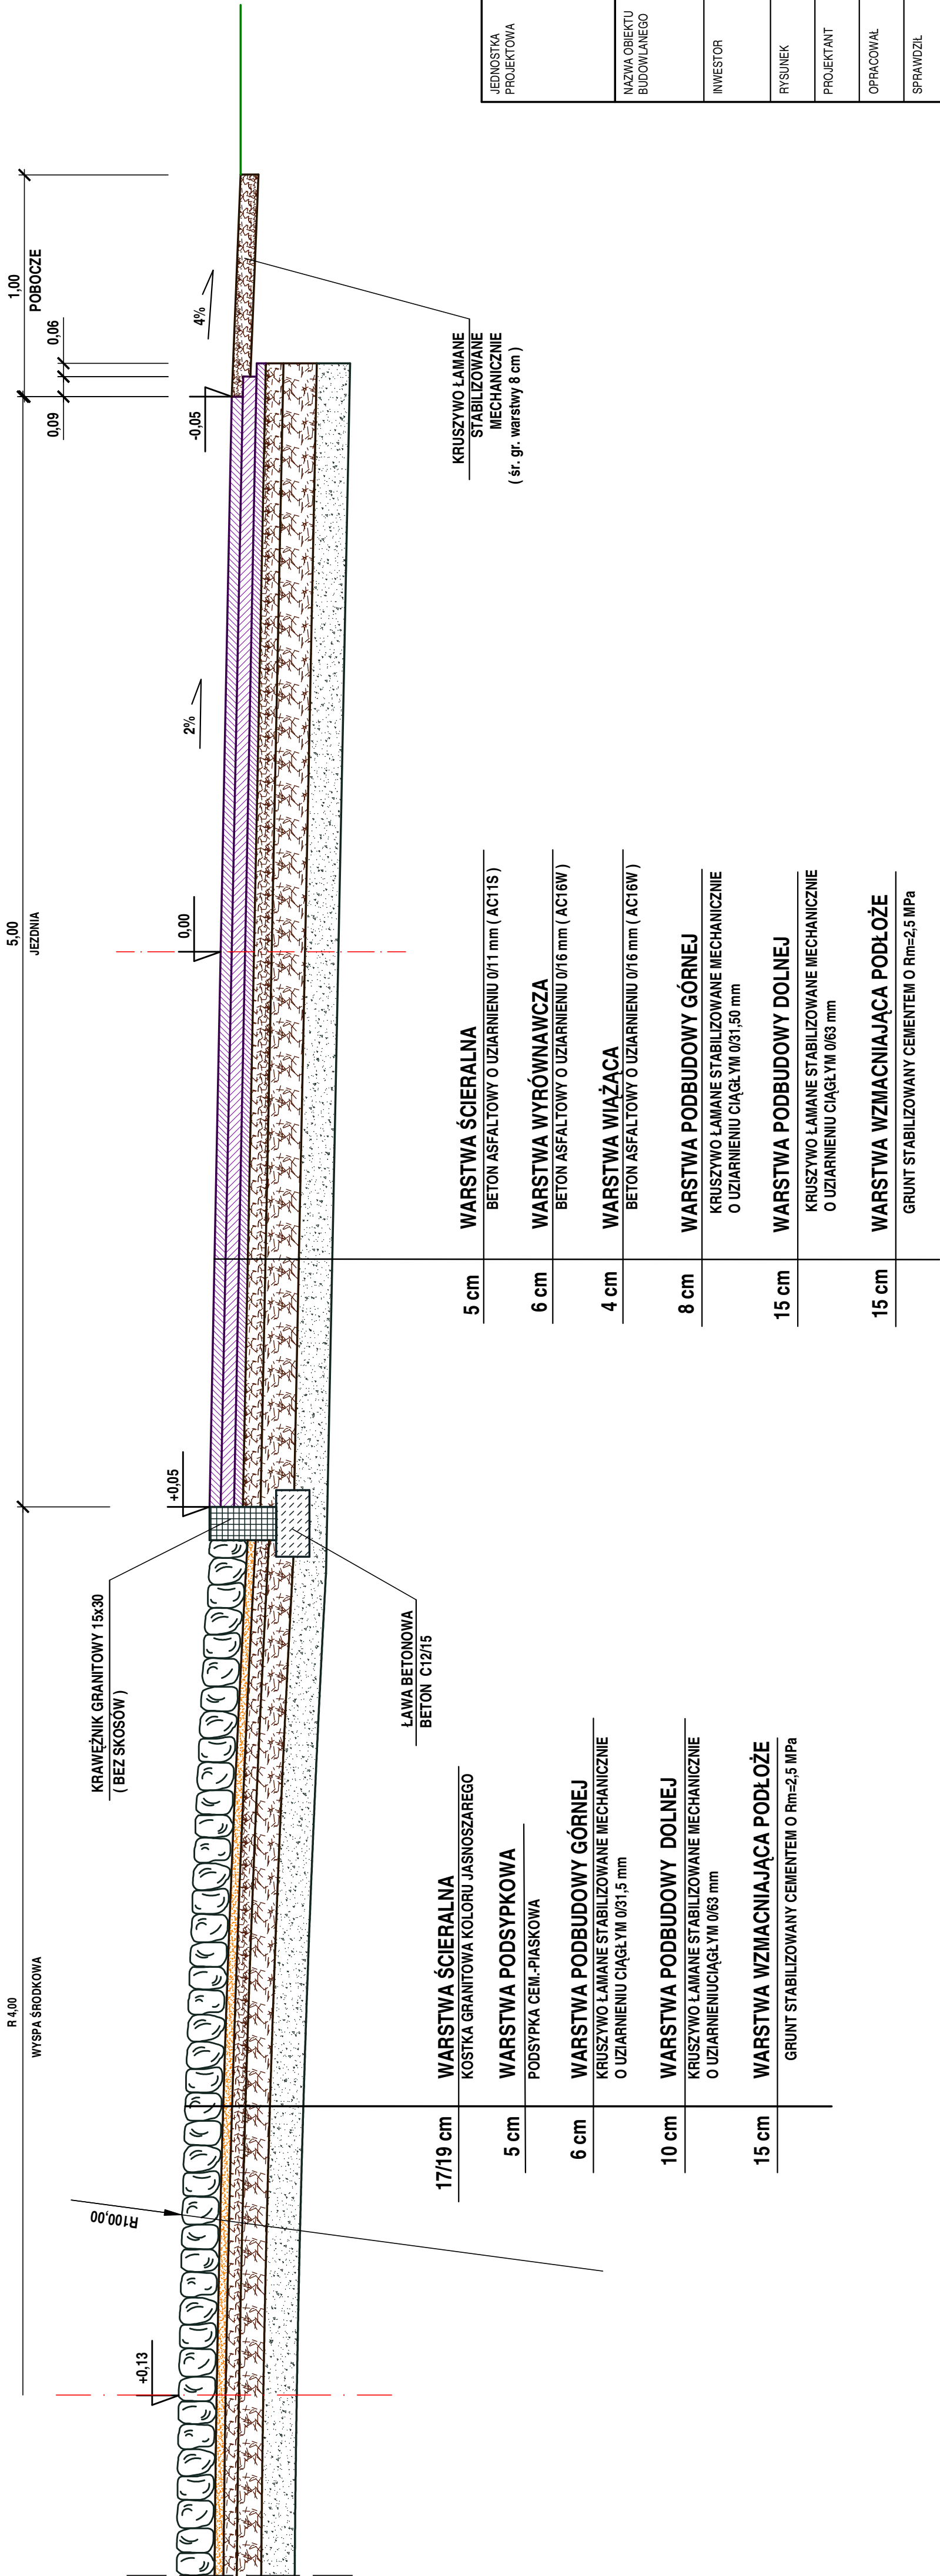 R 4,00
WYSPA ŚRODKOWA
5,00
JEZDNIA
1,00
POBOCZE
0,09
0,06
+0,13
R100,00
+0,05
0,00
2%
-0,05
4%
KRAWĘŻNIK GRANITOWY 15x30
( BEZ SKOSÓW )
ŁAWA BETONOWA
BETON C12/15
KRUSZYWO ŁAMANE
STABILIZOWANE
MECHANICZNIE
( śr. gr. warstwy 8 cm )
17/19 cm WARSTWA ŚCIERALNA
KOSTKA GRANITOWA KOLORU JASNOSZAREGO
5 cm WARSTWA PODSYPKOWA
PODSYPKA CEM.-PIASKOWA
6 cm WARSTWA PODBUDOWY GÓRNEJ
KRUSZYWO ŁAMANE STABILIZOWANE MECHANICZNIE
O UZIARNIENIU CIĄGŁYM 0/31,5 mm
10 cm WARSTWA PODBUDOWY DOLNEJ
KRUSZYWO ŁAMANE STABILIZOWANE MECHANICZNIE
O UZIARNIENIUCIĄGŁYM 0/63 mm
15 cm WARSTWA WZMACNIAJĄCA PODŁOŻE
GRUNT STABILIZOWANY CEMENTEM O Rm=2,5 MPa
5 cm WARSTWA ŚCIERALNA
BETON ASFALTOWY O UZIARNIENIU 0/11 mm ( AC11S )
6 cm WARSTWA WYRÓWNAWCZA
BETON ASFALTOWY O UZIARNIENIU 0/16 mm ( AC16W )
4 cm WARSTWA WIĄŻĄCA
BETON ASFALTOWY O UZIARNIENIU 0/16 mm ( AC16W )
8 cm WARSTWA PODBUDOWY GÓRNEJ
KRUSZYWO ŁAMANE STABILIZOWANE MECHANICZNIE
O UZIARNIENIU CIĄGŁYM 0/31,50 mm
15 cm WARSTWA PODBUDOWY DOLNEJ
KRUSZYWO ŁAMANE STABILIZOWANE MECHANICZNIE
O UZIARNIENIU CIĄGŁYM 0/63 mm
15 cm WARSTWA WZMACNIAJĄCA PODŁOŻE
GRUNT STABILIZOWANY CEMENTEM O Rm=2,5 MPa
JEDNOSTKA
PROJEKTOWA
NAZWA OBIEKTU
BUDOWLANEGO
INWESTOR
RYSUNEK
PROJEKTANT
OPRACOWAŁ
SPRAWDZIŁ